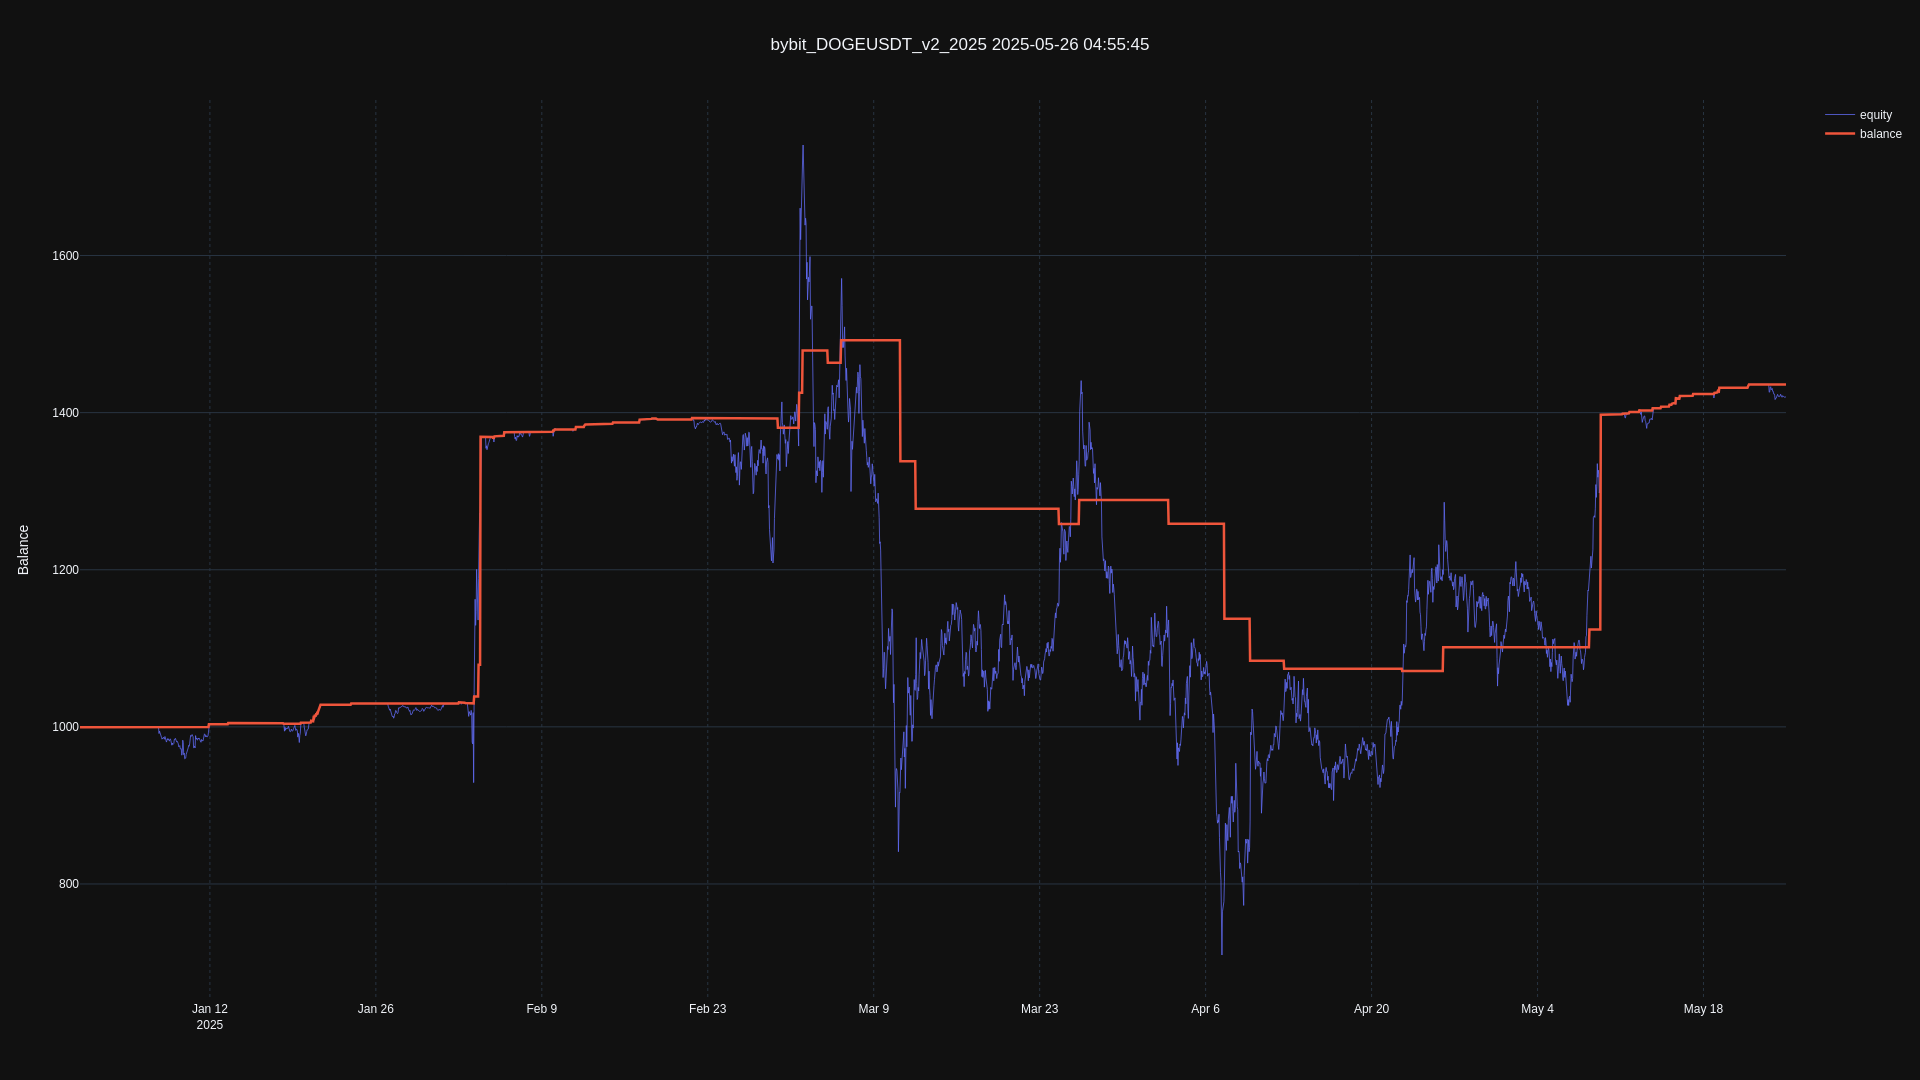 bybit_DOGEUSDT_v2_2025 2025-05-26 04:55:45
equity
balance
Balance
1600
1400
1200
1000
800
Jan 12
2025
Jan 26
Feb 9
Feb 23
Mar 9
Mar 23
Apr 6
Apr 20
May 4
May 18